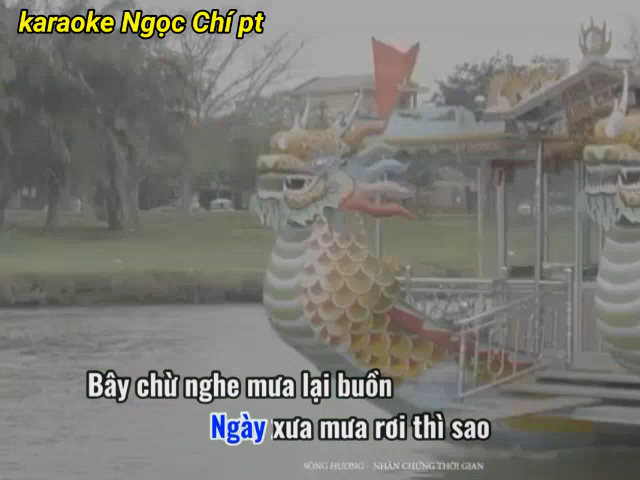 karaoke Ngọc Chí pt
Bây chừ nghe mưa lại buồn
Ngày xưa mưa rơi thì sao
SÔNG HƯƠNG - NHÂN CHỨNG THỜI GIAN